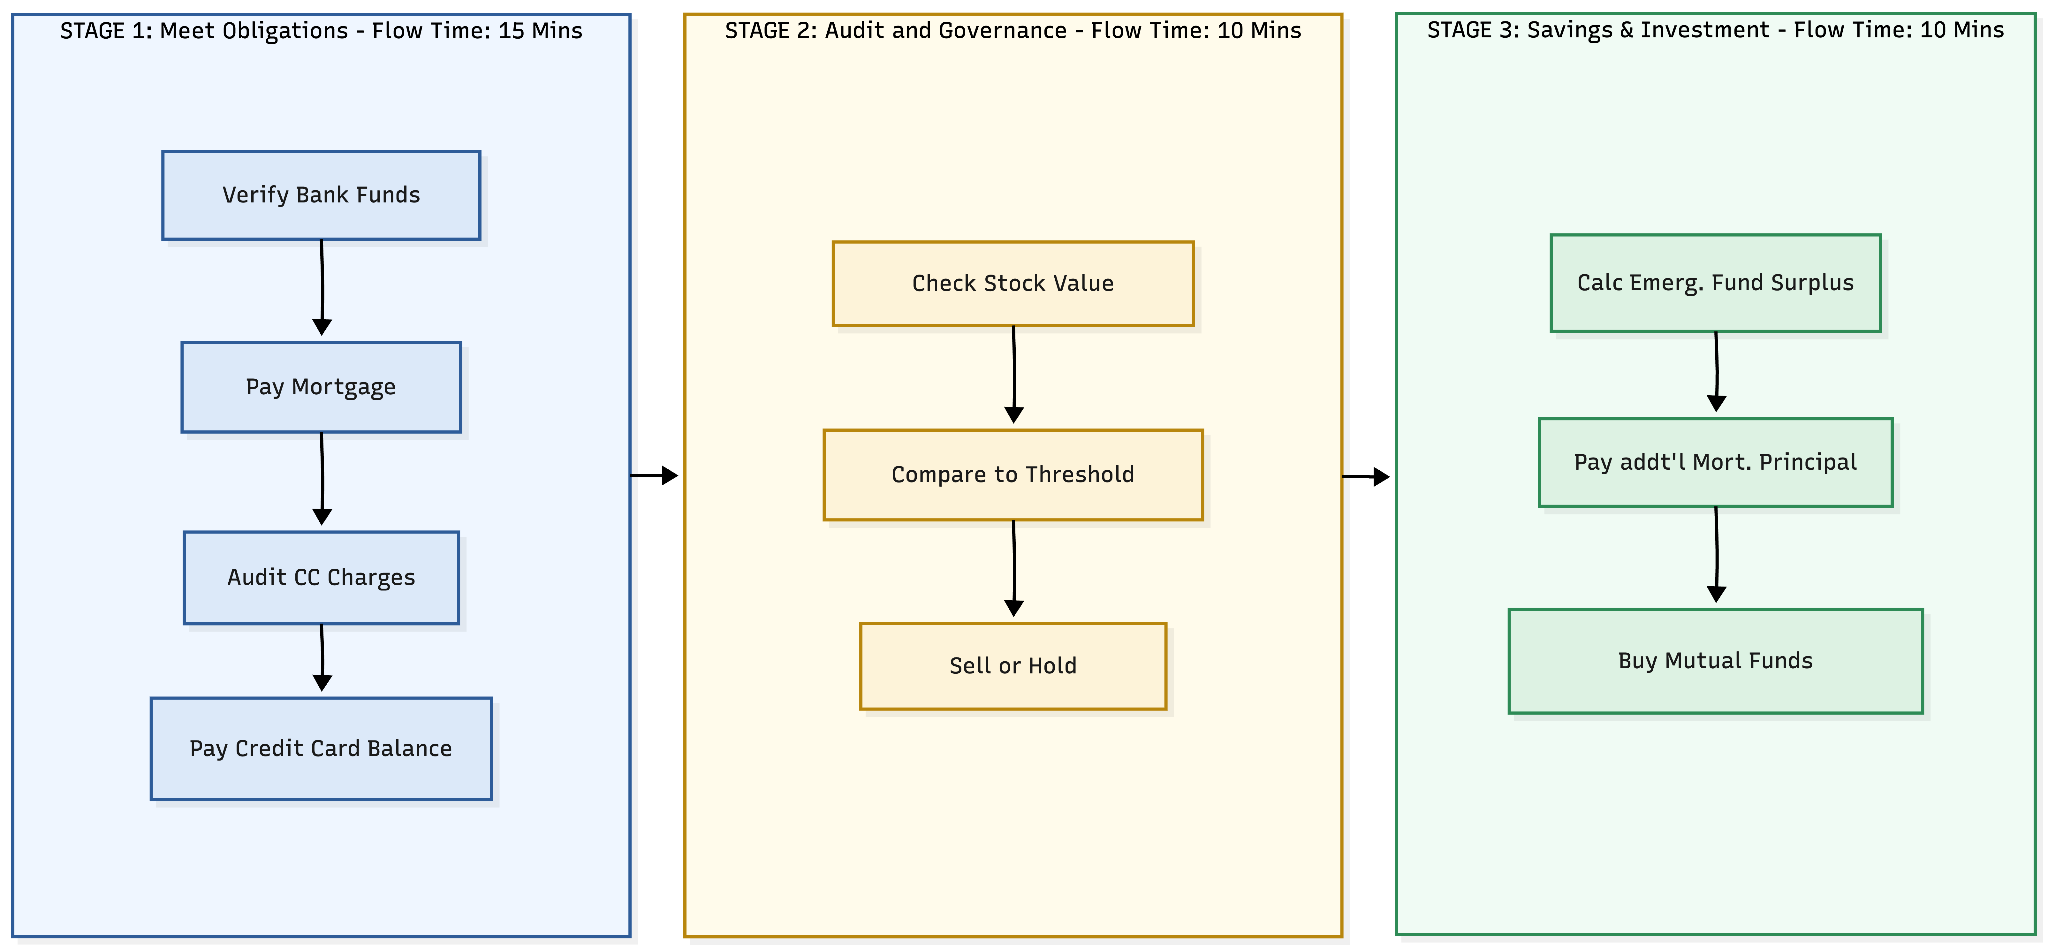 STAGE 1: Meet Obligations - Flow Time: 15 Mins
Verify Bank Funds
Pay Mortgage
Audit CC Charges
Pay Credit Card Balance
STAGE 2: Audit and Governance - Flow Time: 10 Mins
Check Stock Value
Compare to Threshold
Sell or Hold
STAGE 3: Savings & Investment - Flow Time: 10 Mins
Calc Emerg. Fund Surplus
Pay addt'l Mort. Principal
Buy Mutual Funds